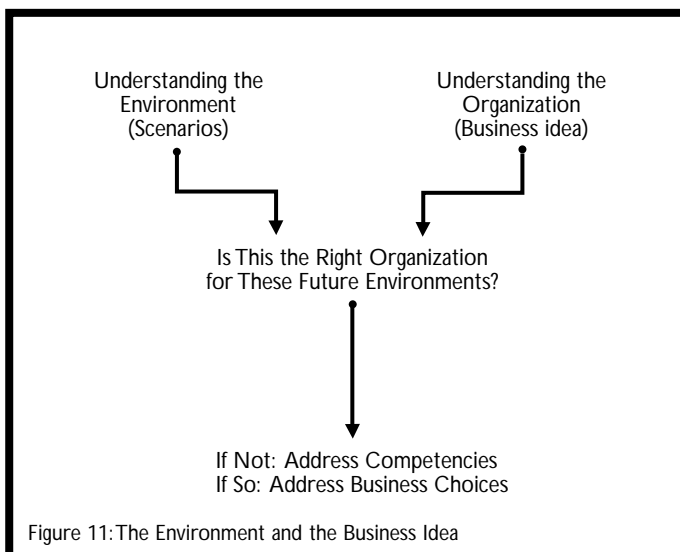 Understanding the
Environment
(Scenarios)
Understanding the
Organization
(Business idea)
Is This the Right Organization
for These Future Environments?
If Not: Address Competencies
If So: Address Business Choices
Figure 11: The Environment and the Business Idea